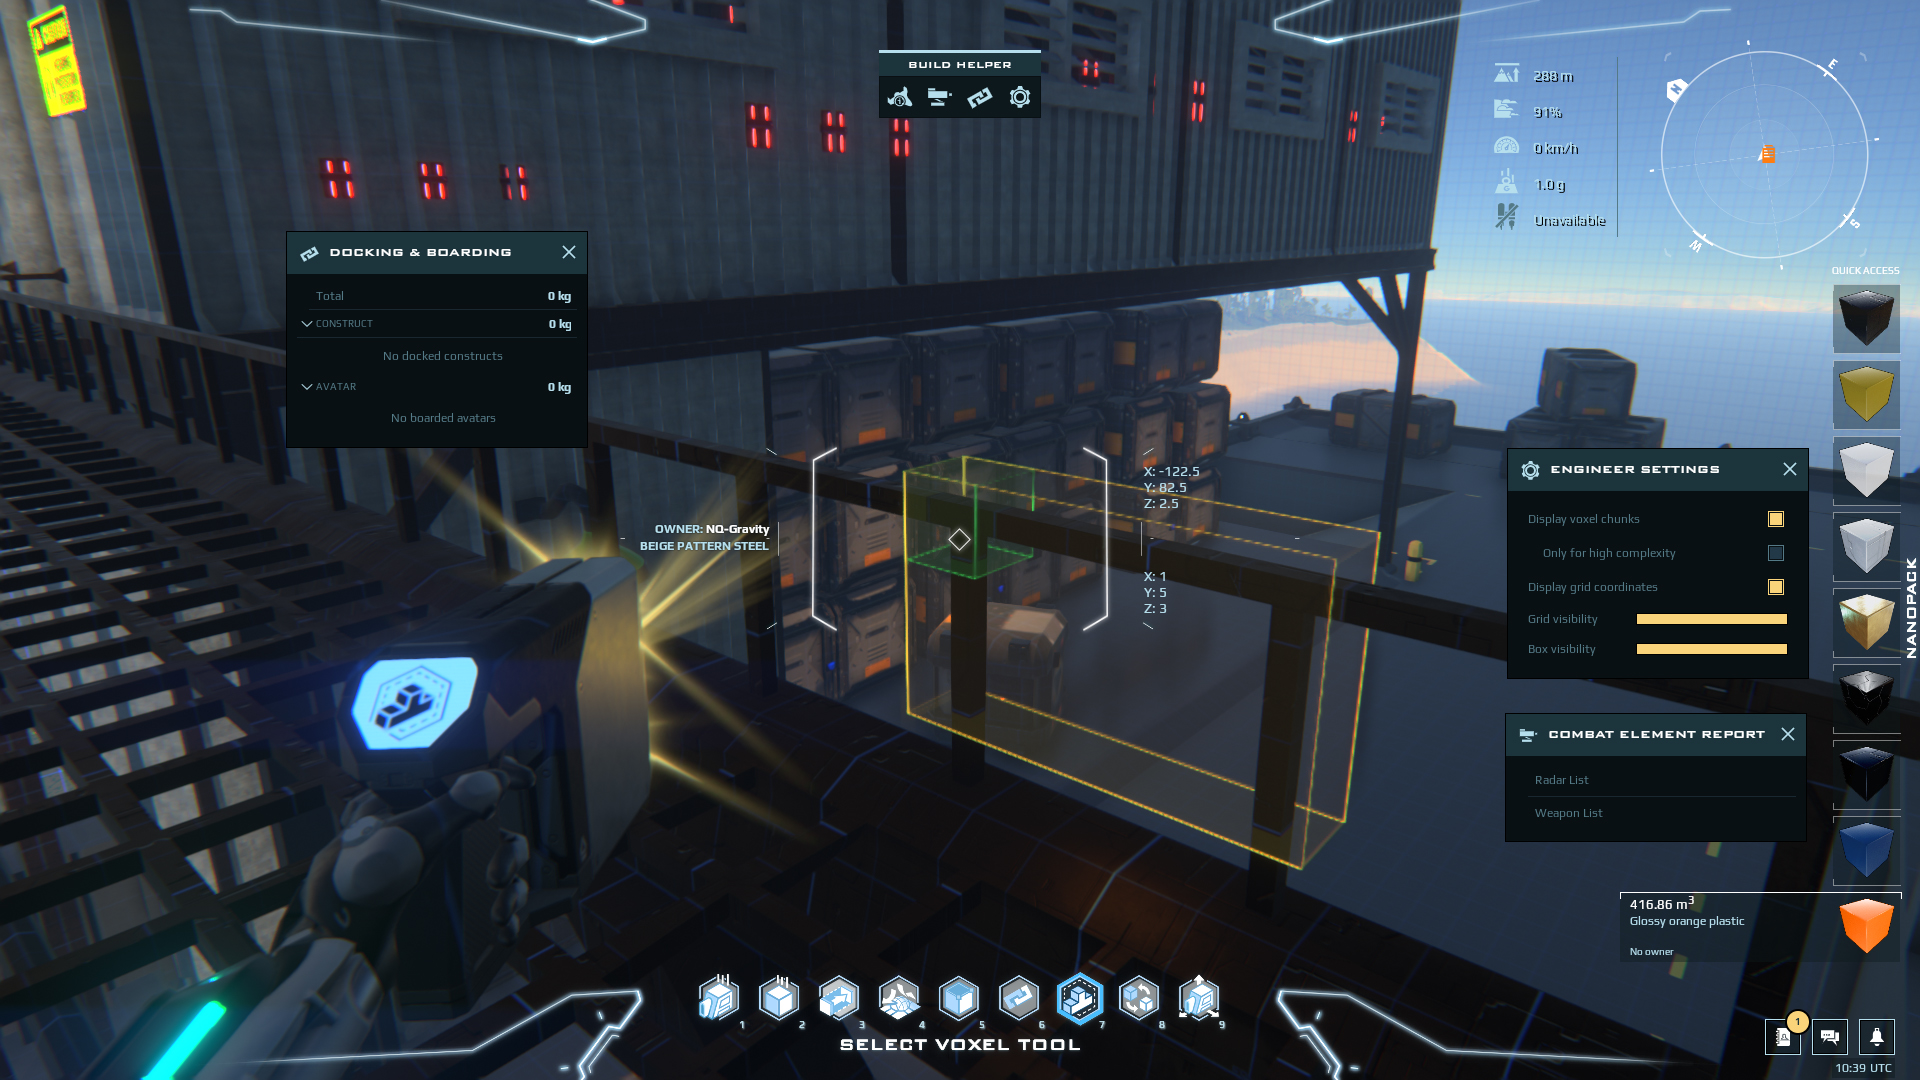 BUILD HELPER
288 m
91%
0 km/h
1.0 g
Unavailable
N
E
S
W
QUICK ACCESS
DOCKING & BOARDING
Total 0 kg
CONSTRUCT 0 kg
No docked constructs
AVATAR 0 kg
No boarded avatars
X: -122.5
Y: 82.5
Z: 2.5
OWNER: NQ-Gravity
BEIGE PATTERN STEEL
X: 1
Y: 5
Z: 3
ENGINEER SETTINGS
Display voxel chunks
Only for high complexity
Display grid coordinates
Grid visibility
Box visibility
NANOPACK
COMBAT ELEMENT REPORT
Radar List
Weapon List
416.86 m3
Glossy orange plastic
No owner
1 2 3 4 5 6 7 8 9
SELECT VOXEL TOOL
1
10:39 UTC